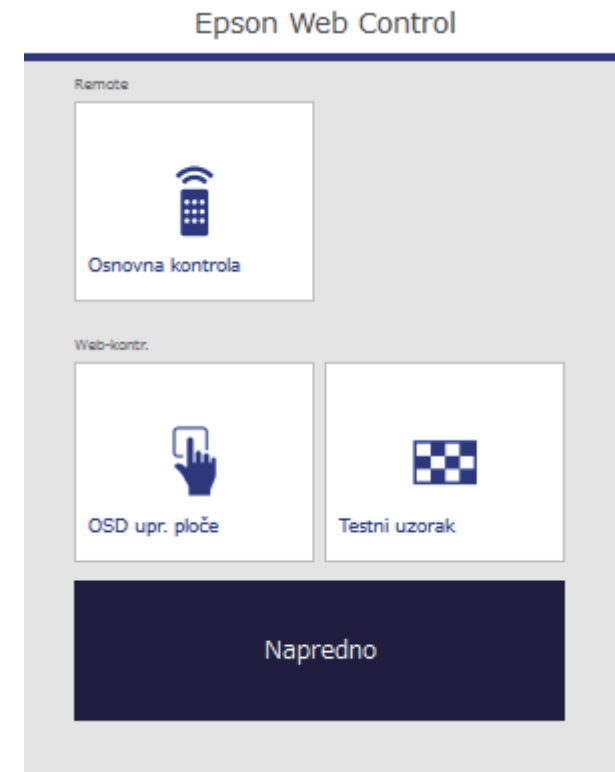 Epson Web Control
Remote
Osnovna kontrola
Web-kontr.
OSD upr. ploče
Testni uzorak
Napredno